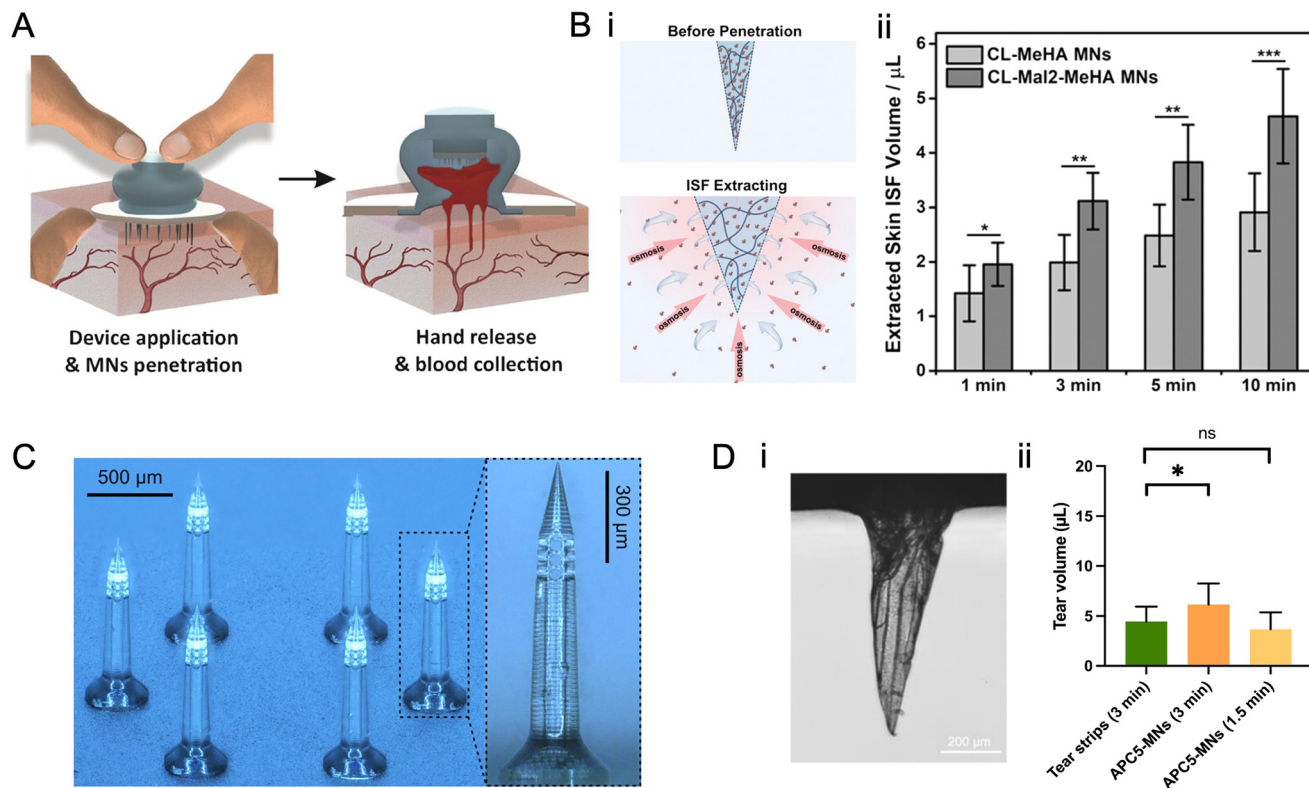 A
Device application
& MNs penetration
Hand release
& blood collection
B i
Before Penetration
ISF Extracting
osmosis
osmosis
osmosis
osmosis
osmosis
ii
Extracted Skin ISF Volume / µL
6
5
4
3
2
1
0
CL-MeHA MNs
CL-Mal2-MeHA MNs
*
**
**
***
1 min
3 min
5 min
10 min
C
500 µm
300 µm
D i
200 µm
ii
Tear volume (µL)
20
15
10
5
0
ns
*
Tear strips (3 min)
APC5-MNs (3 min)
APC5-MNs (1.5 min)